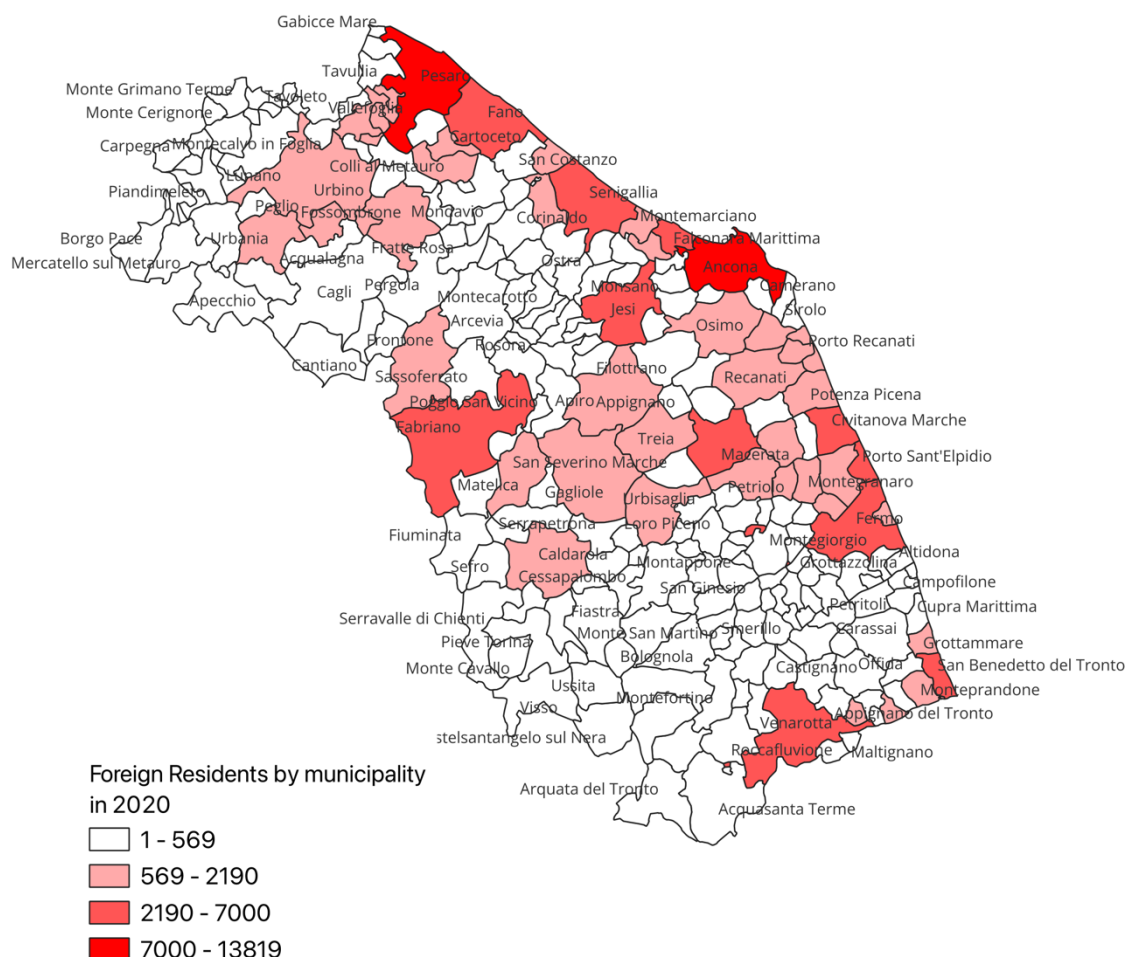 Gabicce Mare
Tavullia
Pesaro
Monte Grimano Terme
Tavoleto
Monte Cerignone
Vallefoglia
Fano
Carpegna
Montecalvo in Foglia
Cartoceto
San Costanzo
Colli al Metauro
Lunano
Piandimeleto
Urbino
Senigallia
Peglio
Fossombrone
Mondavio
Corinaldo
Montemarciano
Borgo Pace
Urbania
Fratte Rosa
Falconara Marittima
Mercatello sul Metauro
Acqualagna
Ostra
Ancona
Pergola
Cagli
Monsano
Camerano
Apecchio
Montecarotto
Jesi
Sirolo
Arcevia
Osimo
Frontone
Rosora
Porto Recanati
Cantiano
Filottrano
Sassoferrato
Recanati
Poggio San Vicino
Apiro
Appignano
Potenza Picena
Fabriano
Civitanova Marche
Treia
Macerata
Porto Sant'Elpidio
San Severino Marche
Matelica
Gagliole
Urbisaglia
Petriolo
Montegranaro
Serrapetrona
Loro Piceno
Fermo
Fiuminata
Montegiorgio
Caldarola
Altidona
Sefro
Montappone
Grottazzolina
Cessapalombo
San Ginesio
Campofilone
Petritoli
Cupra Marittima
Serravalle di Chienti
Fiastra
Monte San Martino
Smerillo
Carassai
Pieve Torina
Grottammare
Bolognola
Monte Cavallo
Castignano
Offida
San Benedetto del Tronto
Ussita
Montefortino
Monteprandone
Visso
Appignano del Tronto
Venarotta
stelsantangelo sul Nera
Roccafluvione
Maltignano
Arquata del Tronto
Acquasanta Terme
Foreign Residents by municipality
in 2020
1 - 569
569 - 2190
2190 - 7000
7000 - 13819